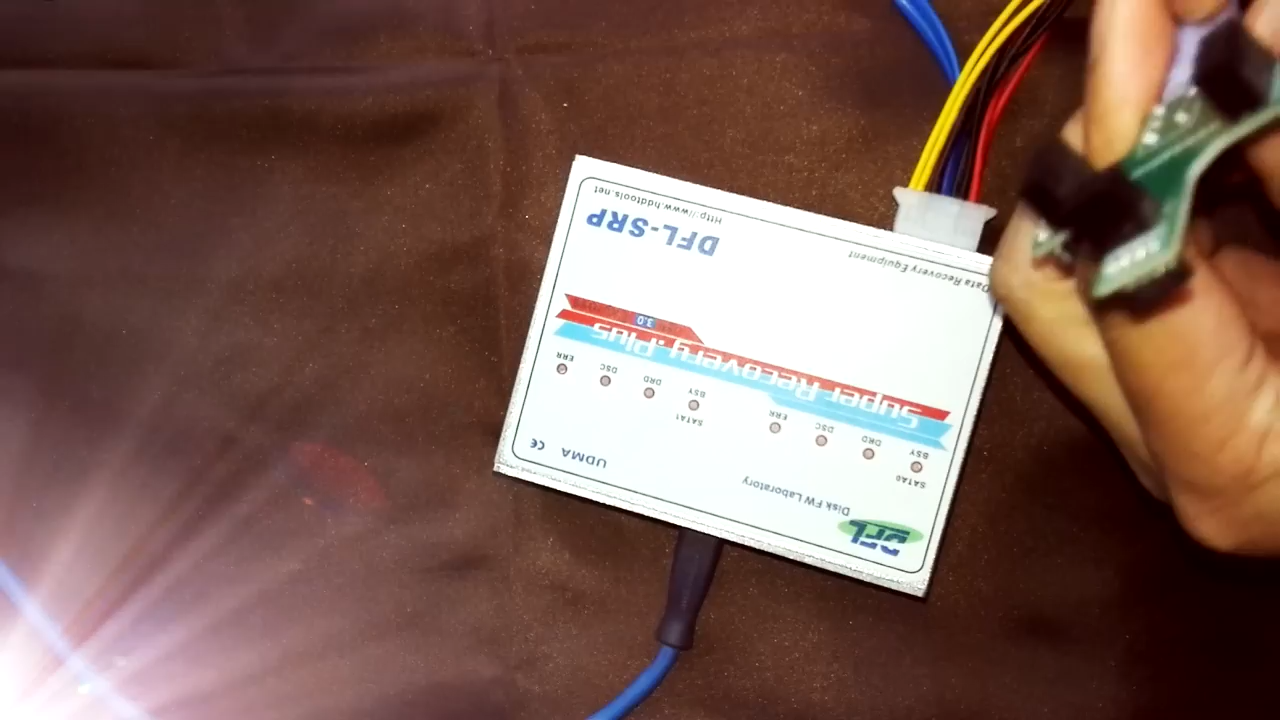 DFL
Disk FW Laboratory
UDMA CE
SATA0
BSY DRD DSC ERR
SATA1
BSY DRD DSC ERR
Super Recovery Plus
3.0
Data Recovery Equipment
DFL-SRP
Http://www.hddtools.net